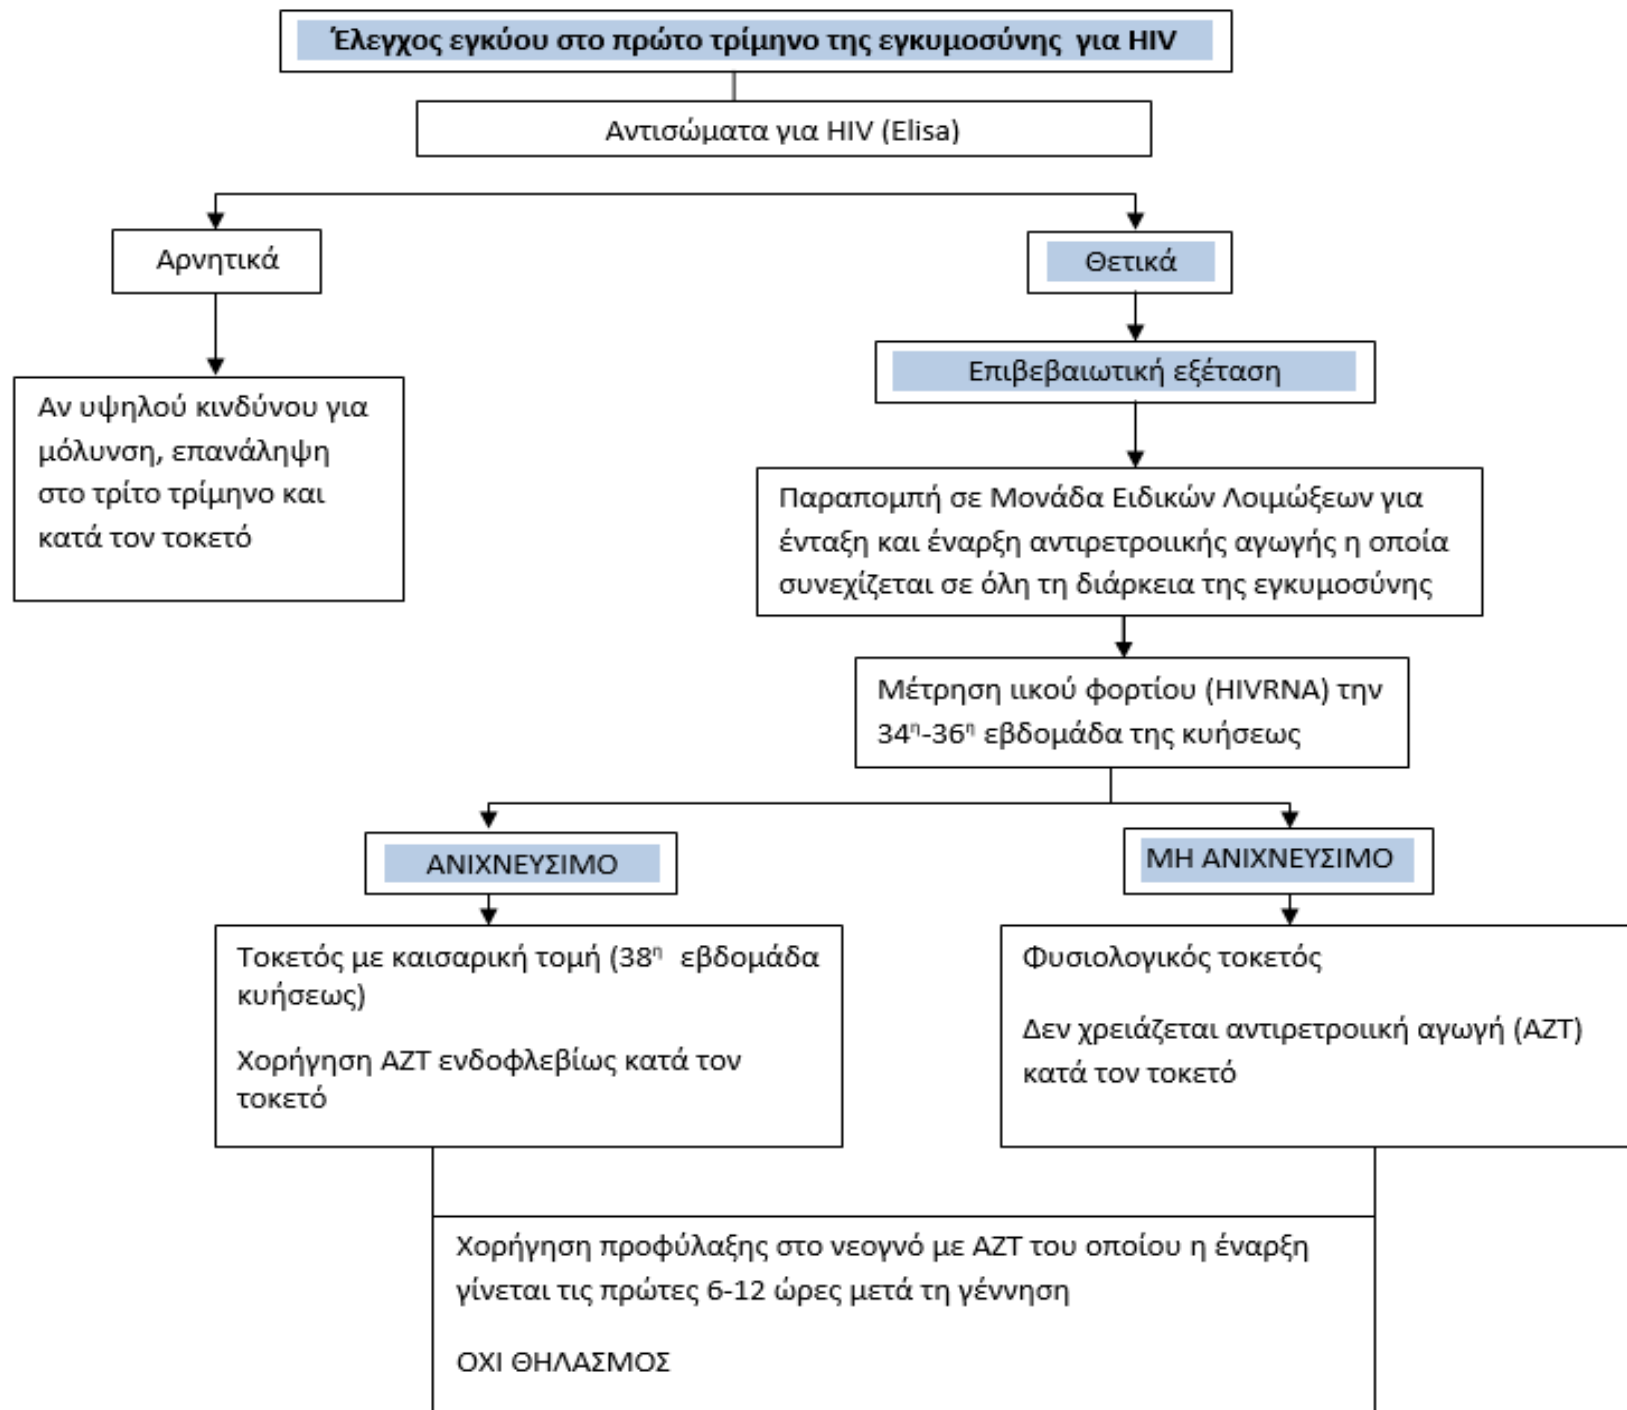 Έλεγχος εγκύου στο πρώτο τρίμηνο της εγκυμοσύνης για HIV
Αντισώματα για HIV (Elisa)
Αρνητικά
Θετικά
Επιβεβαιωτική εξέταση
Αν υψηλού κινδύνου για
μόλυνση, επανάληψη
στο τρίτο τρίμηνο και
κατά τον τοκετό
Παραπομπή σε Μονάδα Ειδικών Λοιμώξεων για
ένταξη και έναρξη αντιρετροιικής αγωγής η οποία
συνεχίζεται σε όλη τη διάρκεια της εγκυμοσύνης
Μέτρηση ιικού φορτίου (HIVRNA) την
34η-36η εβδομάδα της κυήσεως
ΑΝΙΧΝΕΥΣΙΜΟ
ΜΗ ΑΝΙΧΝΕΥΣΙΜΟ
Τοκετός με καισαρική τομή (38η εβδομάδα
κυήσεως)
Χορήγηση AZT ενδοφλεβίως κατά τον
τοκετό
Φυσιολογικός τοκετός
Δεν χρειάζεται αντιρετροιική αγωγή (AZT)
κατά τον τοκετό
Χορήγηση προφύλαξης στο νεογνό με AZT του οποίου η έναρξη
γίνεται τις πρώτες 6-12 ώρες μετά τη γέννηση
ΟΧΙ ΘΗΛΑΣΜΟΣ